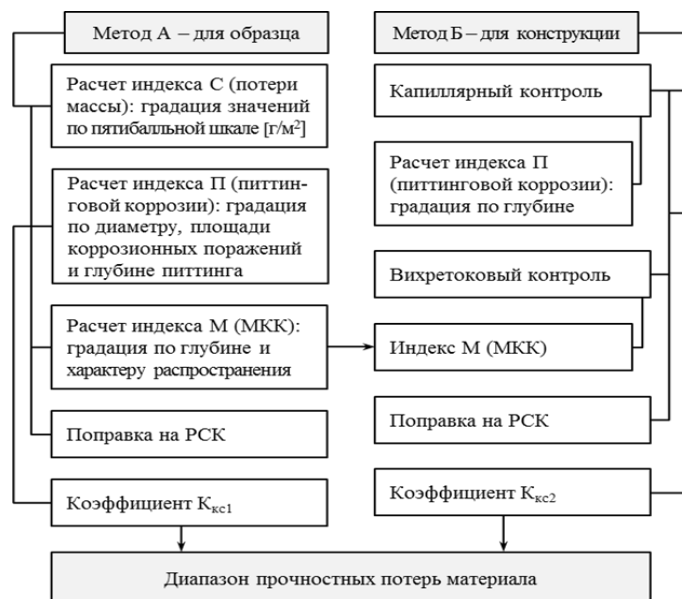 Метод А – для образца
Расчет индекса С (потери
массы): градация значений
по пятибалльной шкале [г/м²]
Расчет индекса П (питтин-
говой коррозии): градация
по диаметру, площади
коррозионных поражений
и глубине питтинга
Расчет индекса М (МКК):
градация по глубине и
характеру распространения
Поправка на РСК
Коэффициент Ккс1
Метод Б – для конструкции
Капиллярный контроль
Расчет индекса П
(питтинговой коррозии):
градация по глубине
Вихретоковый контроль
Индекс М (МКК)
Поправка на РСК
Коэффициент Ккс2
Диапазон прочностных потерь материала